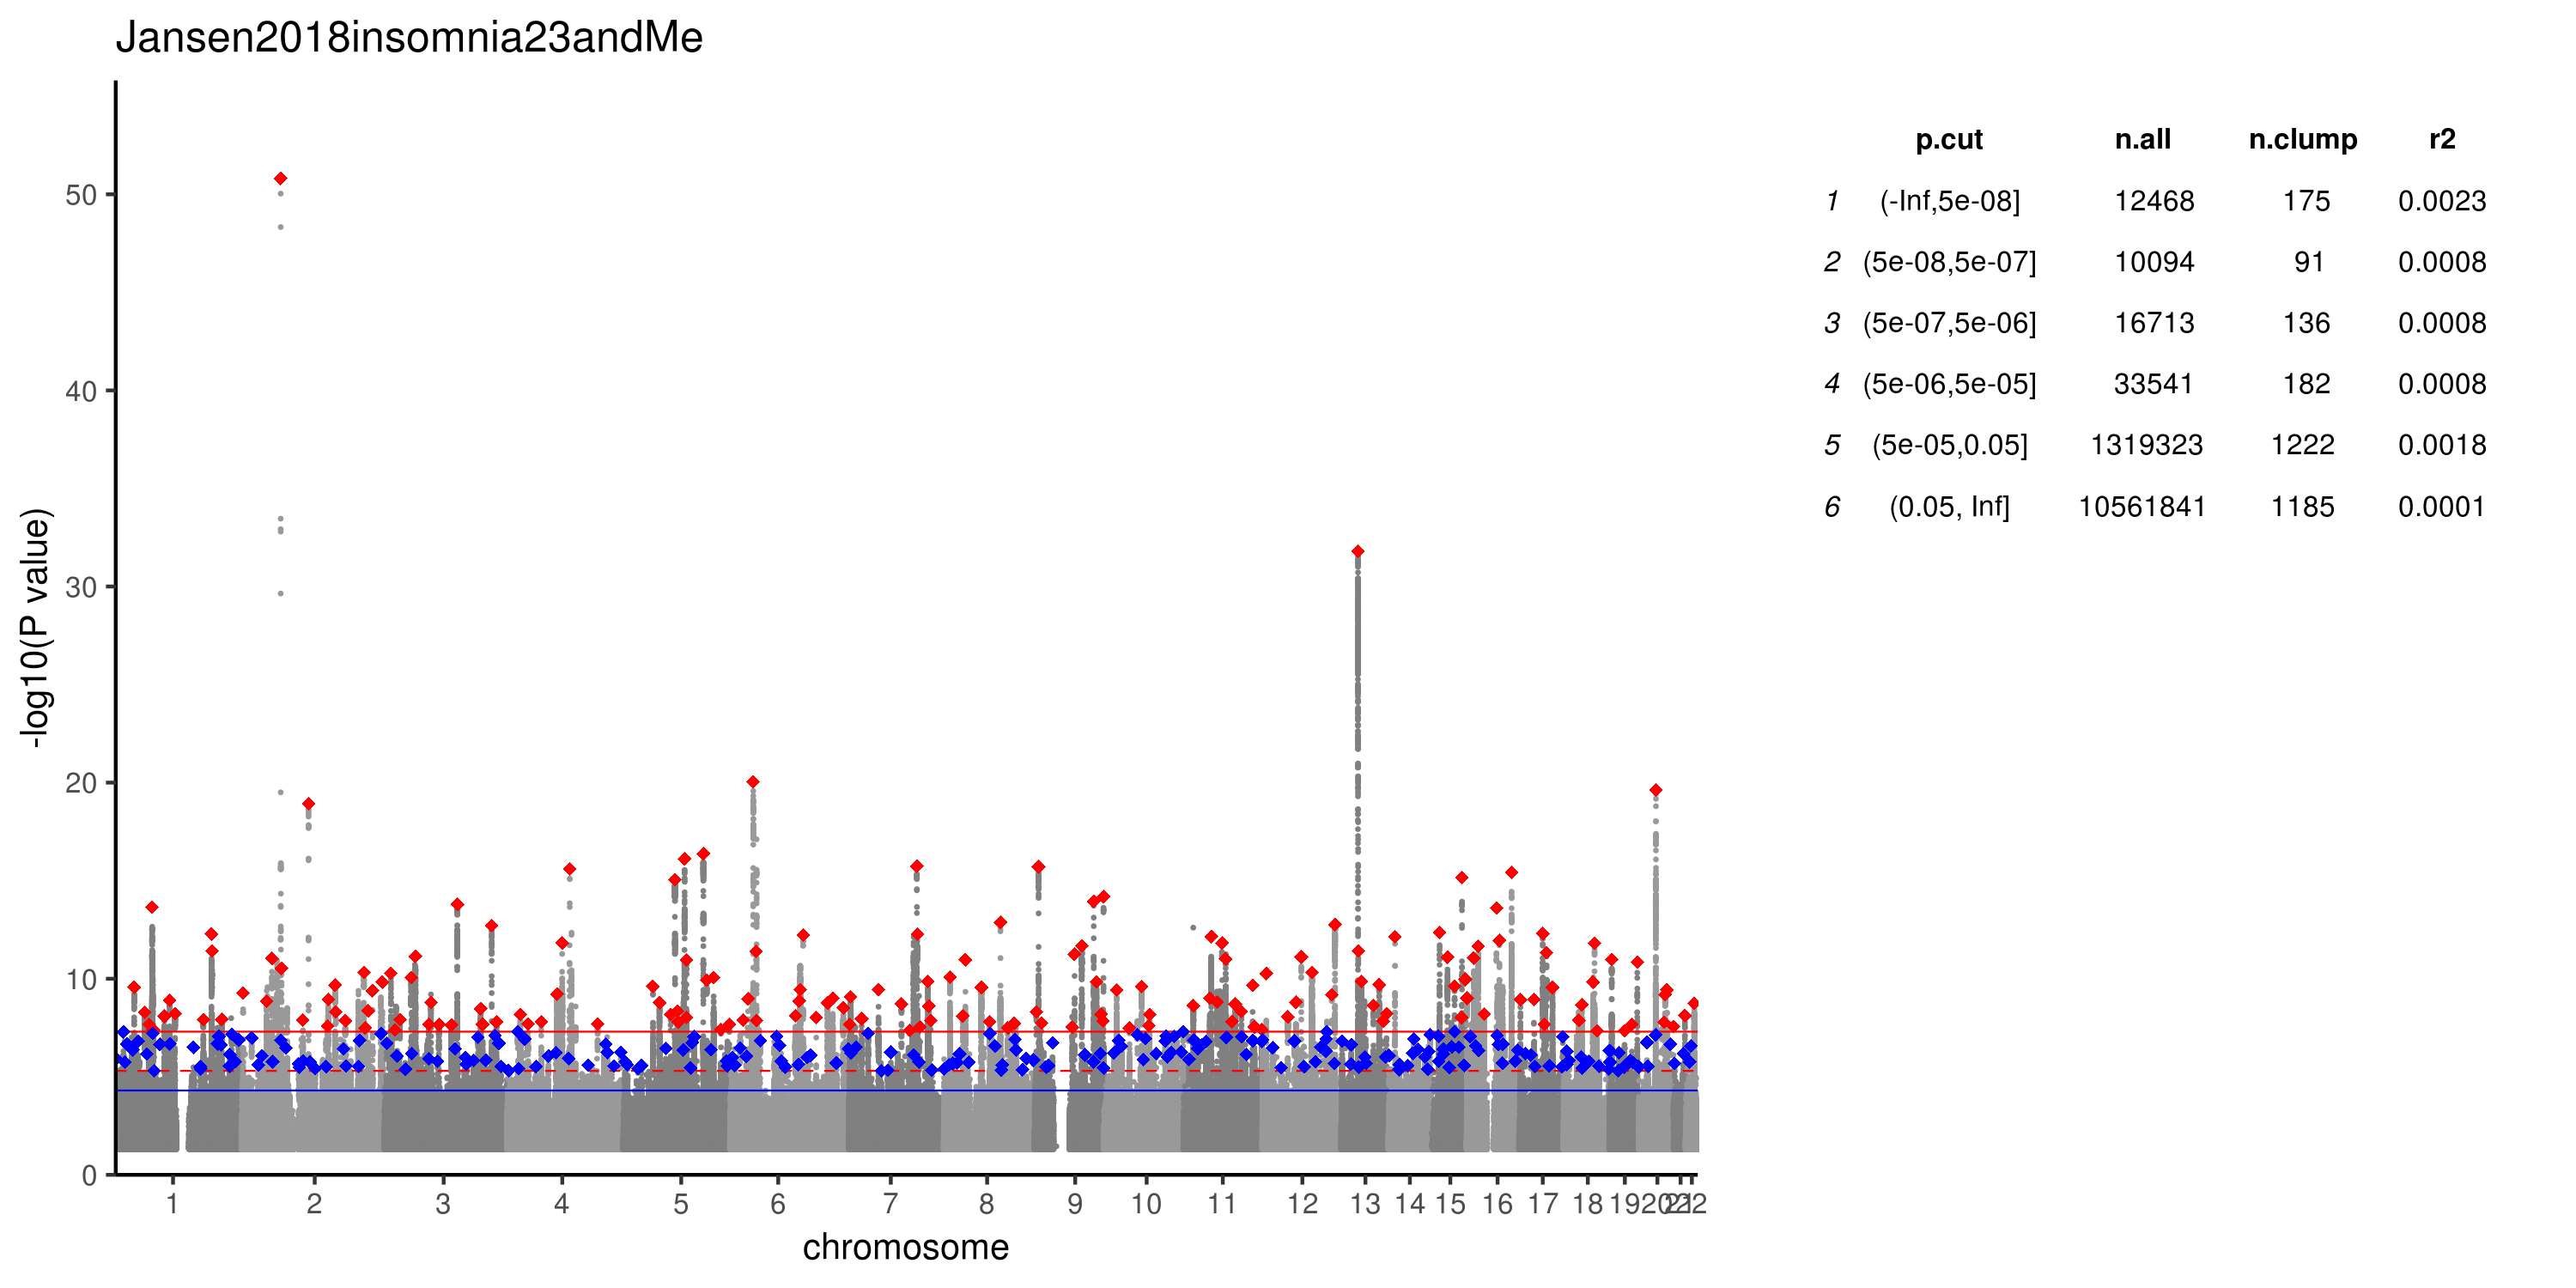 Jansen2018insomnia23andMe
-log10(P value)
50
40
30
20
10
0
1 2 3 4 5 6 7 8 9 10 11 12 13 14 15 16 17 18 19 20 21 22
chromosome
p.cut n.all n.clump r2
1 (-Inf,5e-08] 12468 175 0.0023
2 (5e-08,5e-07] 10094 91 0.0008
3 (5e-07,5e-06] 16713 136 0.0008
4 (5e-06,5e-05] 33541 182 0.0008
5 (5e-05,0.05] 1319323 1222 0.0018
6 (0.05, Inf] 10561841 1185 0.0001